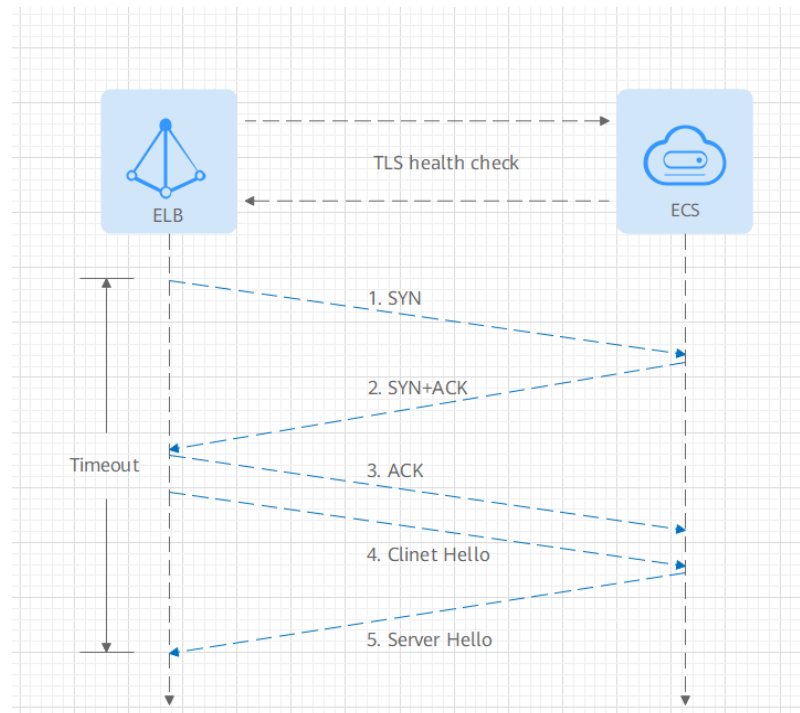 TLS health check
ELB
ECS
1. SYN
2. SYN+ACK
Timeout
3. ACK
4. Clinet Hello
5. Server Hello